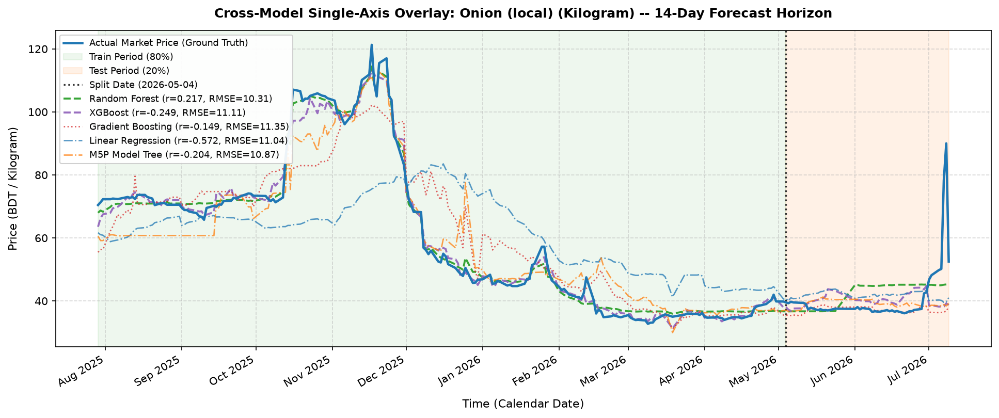 Cross-Model Single-Axis Overlay: Onion (local) (Kilogram) -- 14-Day Forecast Horizon
Actual Market Price (Ground Truth)
Train Period (80%)
Test Period (20%)
Split Date (2026-05-04)
Random Forest (r=0.217, RMSE=10.31)
XGBoost (r=-0.249, RMSE=11.11)
Gradient Boosting (r=-0.149, RMSE=11.35)
Linear Regression (r=-0.572, RMSE=11.04)
M5P Model Tree (r=-0.204, RMSE=10.87)
Price (BDT / Kilogram)
120
100
80
60
40
Aug 2025
Sep 2025
Oct 2025
Nov 2025
Dec 2025
Jan 2026
Feb 2026
Mar 2026
Apr 2026
May 2026
Jun 2026
Jul 2026
Time (Calendar Date)